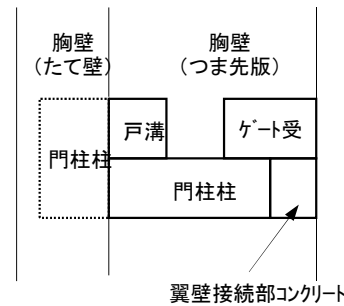 胸壁
（たて壁）
胸壁
（つま先版）
戸溝
ｹﾞｰﾄ受
門柱柱
門柱柱
翼壁接続部ｺﾝｸﾘｰﾄ